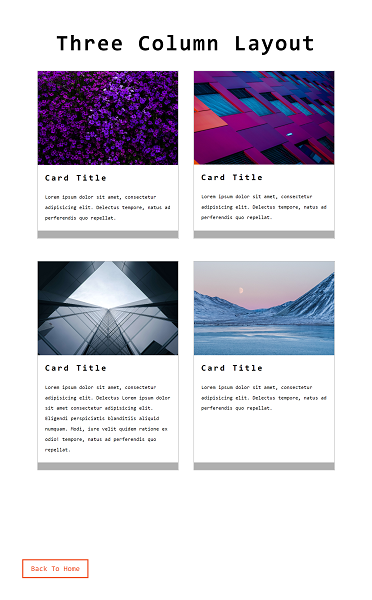 Three Column Layout
Card Title
Lorem ipsum dolor sit amet, consectetur
adipisicing elit. Delectus tempore, natus ad
perferendis quo repellat.
Card Title
Lorem ipsum dolor sit amet, consectetur
adipisicing elit. Delectus tempore, natus ad
perferendis quo repellat.
Card Title
Lorem ipsum dolor sit amet, consectetur
adipisicing elit. Delectus Lorem ipsum dolor
sit amet consectetur adipisicing elit.
Eligendi perspiciatis blanditiis aliquid
numquam. Modi, iure velit quidem ratione ex
odio! tempore, natus ad perferendis quo
repellat.
Card Title
Lorem ipsum dolor sit amet, consectetur
adipisicing elit. Delectus tempore, natus ad
perferendis quo repellat.
Back To Home